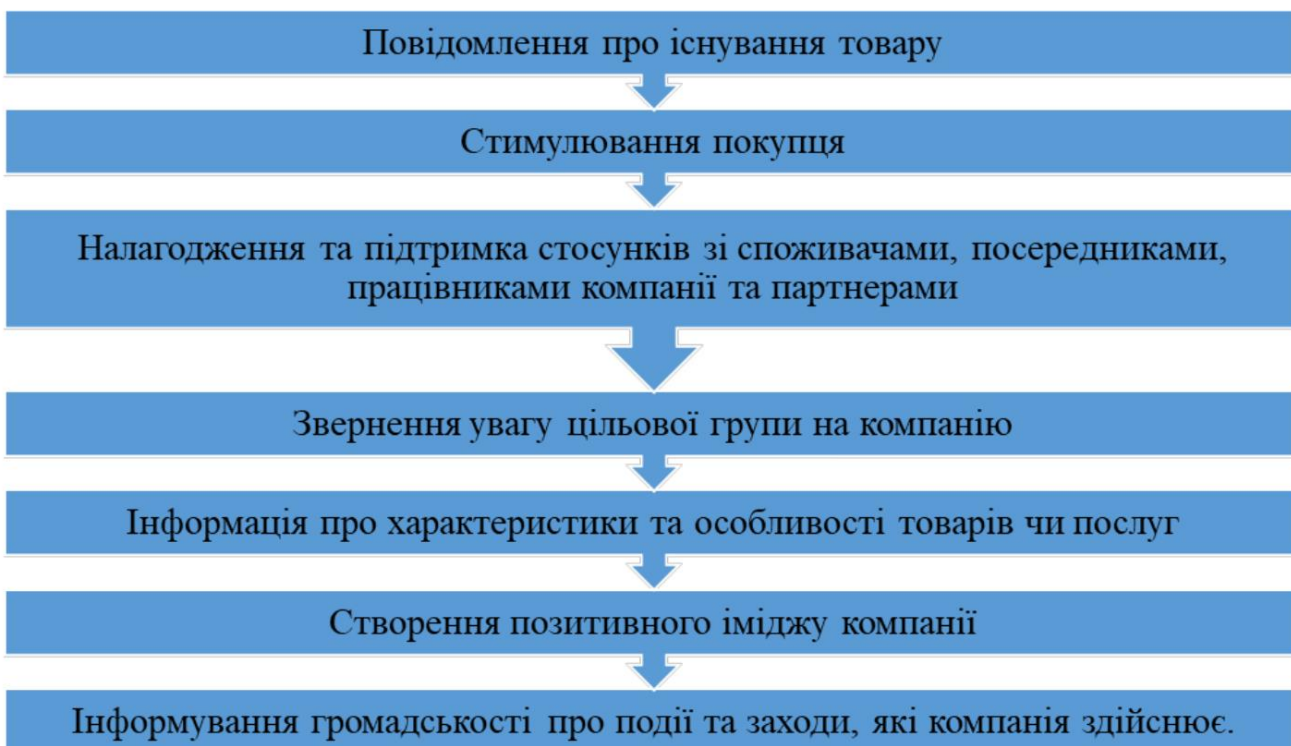 Повідомлення про існування товару
Стимулювання покупця
Налагодження та підтримка стосунків зі споживачами, посередниками,
працівниками компанії та партнерами
Звернення увагу цільової групи на компанію
Інформація про характеристики та особливості товарів чи послуг
Створення позитивного іміджу компанії
Інформування громадськості про події та заходи, які компанія здійснює.